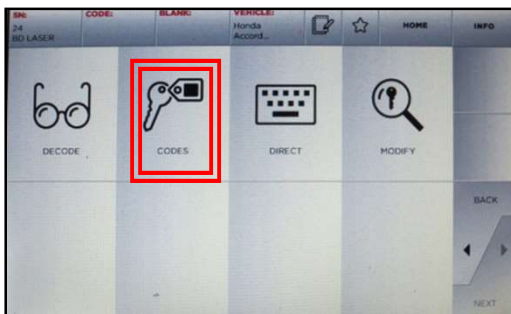 SN: CODE: BLANK: VEHICLE:
24 Honda HOME INFO
BD LASER Accord...
DECODE CODES DIRECT MODIFY
BACK
NEXT